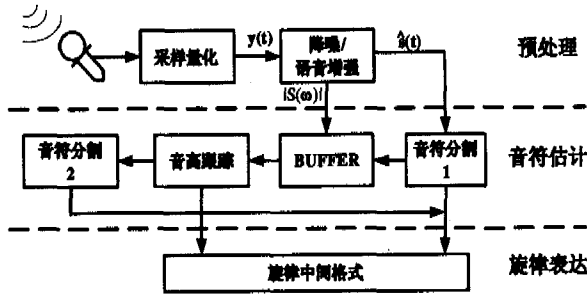 采样量化
y(t)
降噪/
语音增强
ŝ(t)
预处理
|S(ω)|
音符分割
2
音高跟踪
BUFFER
音符分割
1
音符估计
旋律中间格式
旋律表达